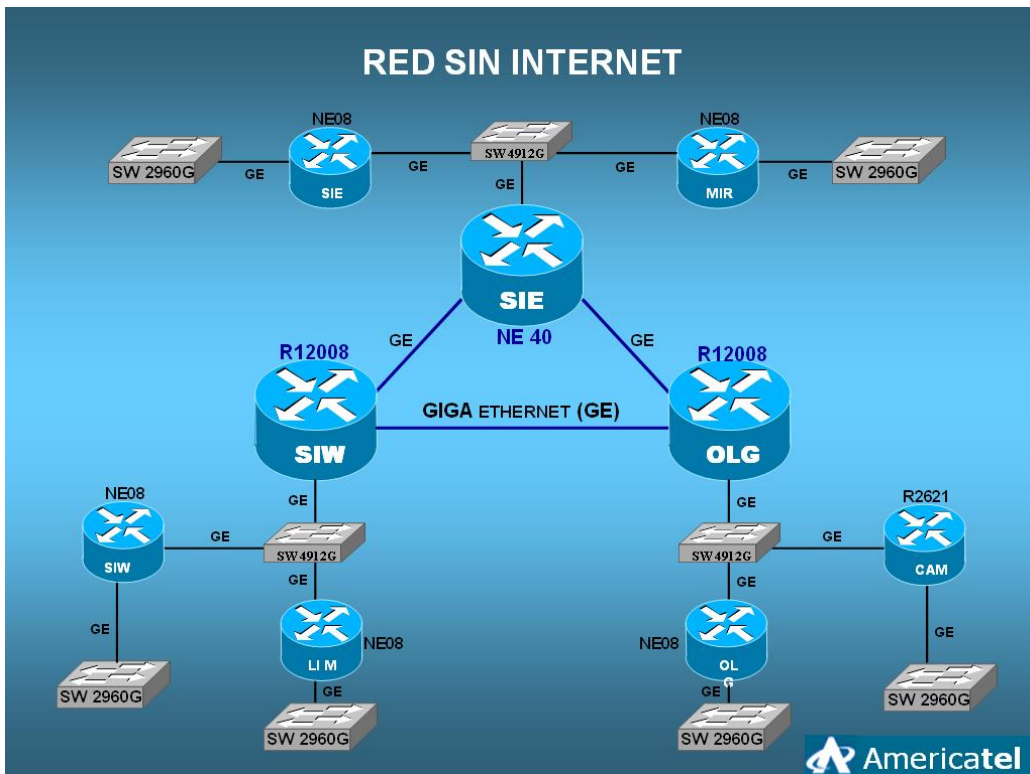 RED SIN INTERNET
NE08
NE08
SW 2960G
GE
SIE
GE
SW4912G
GE
GE
MIR
GE
SW 2960G
SIE
NE 40
GE
GE
R12008
R12008
GIGA ETHERNET (GE)
SIW
OLG
NE08
GE
GE
R2621
SIW
GE
SW4912G
SW4912G
GE
CAM
GE
GE
GE
LI M
NE08
NE08
OL
G
GE
SW 2960G
GE
GE
SW 2960G
SW 2960G
SW 2960G
Americatel